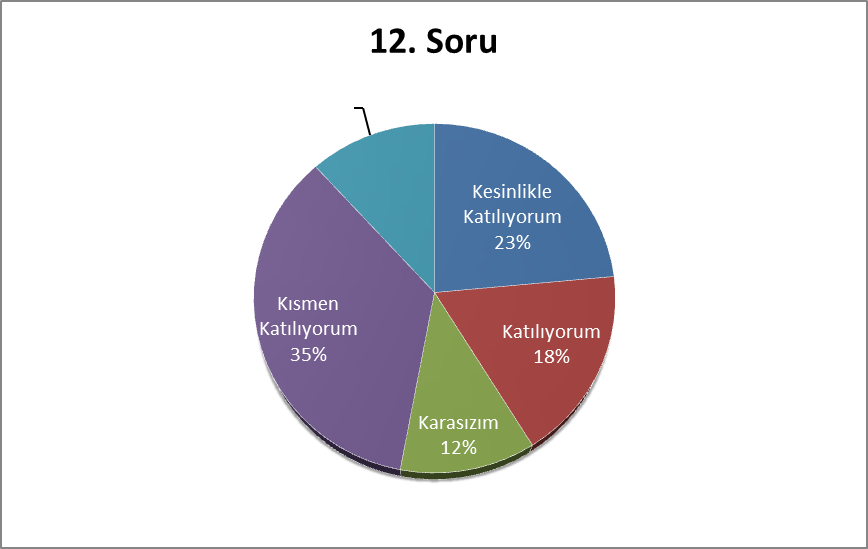 12. Soru
Kesinlikle
Katılıyorum
23%
Katılıyorum
18%
Karasızım
12%
Kısmen
Katılıyorum
35%